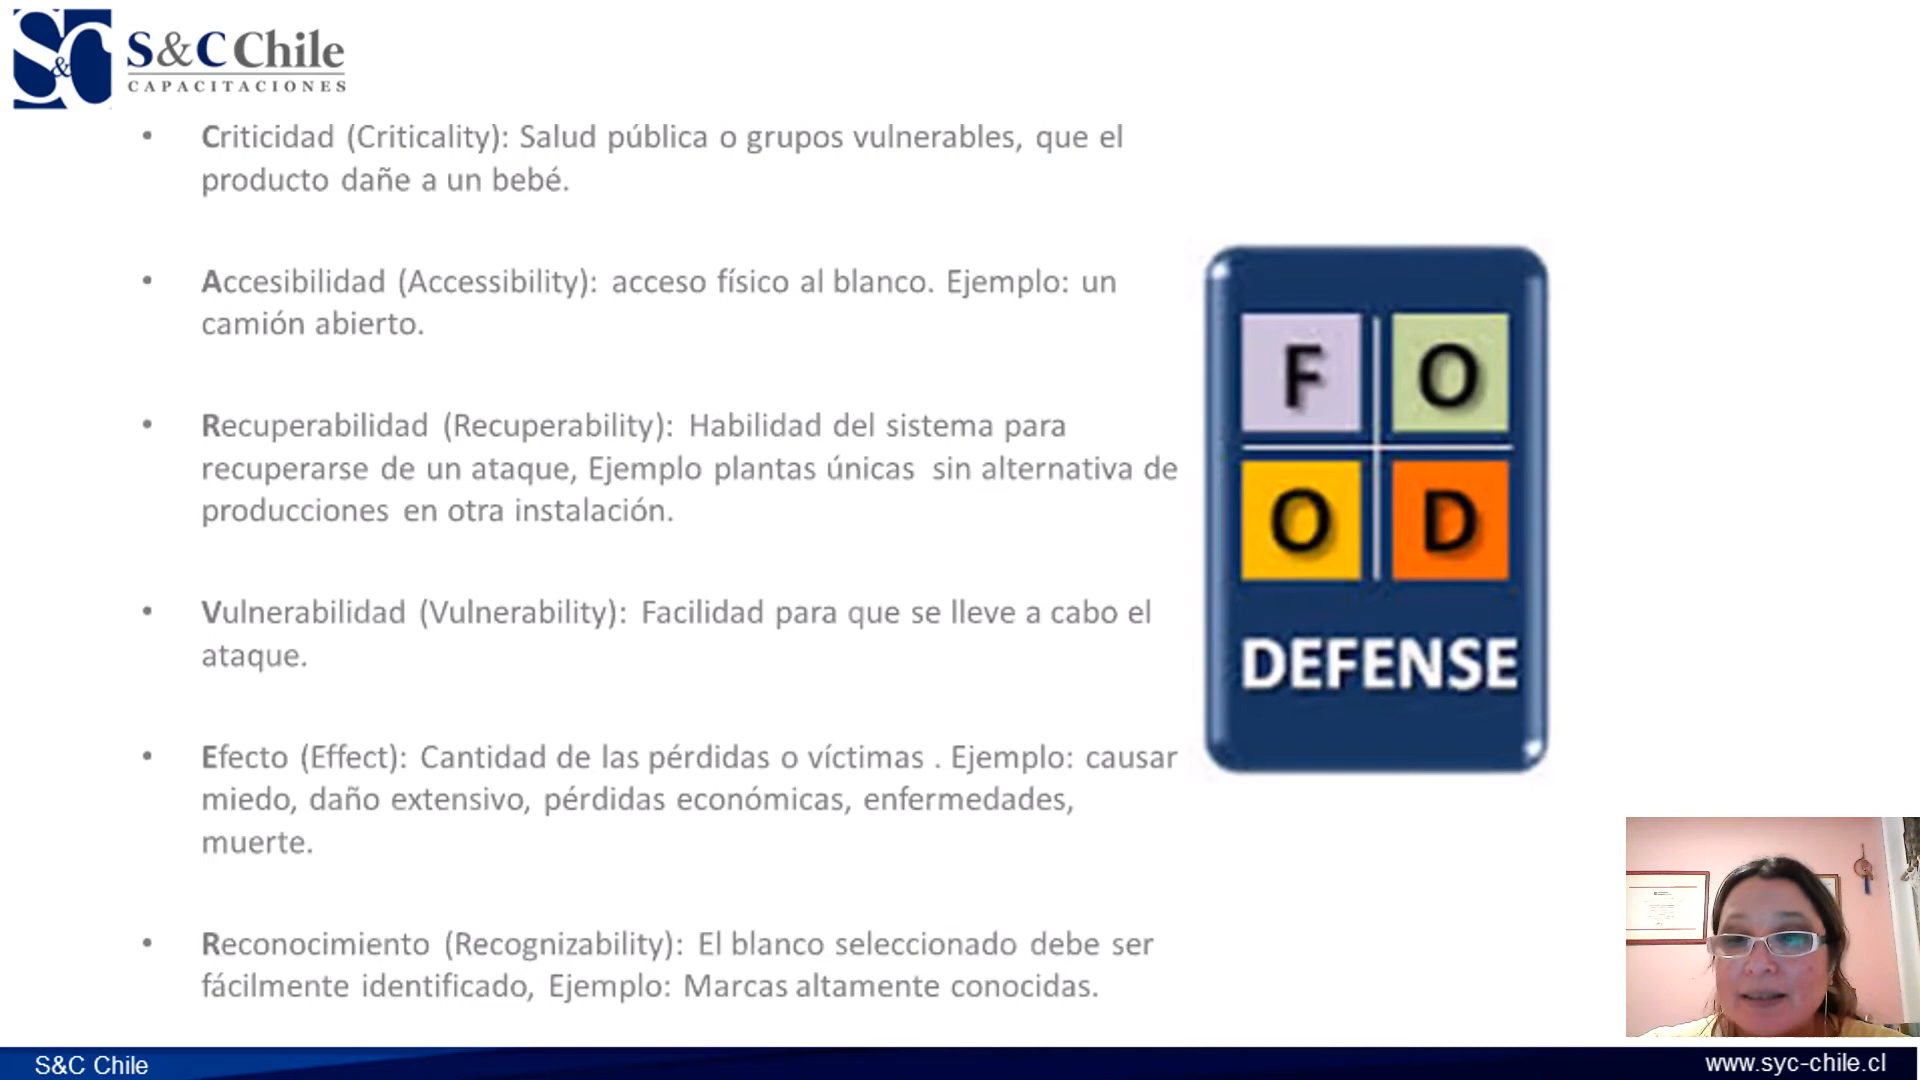 S&C
S&C Chile
CAPACITACIONES
• Criticidad (Criticality): Salud pública o grupos vulnerables, que el
producto dañe a un bebé.
• Accesibilidad (Accessibility): acceso físico al blanco. Ejemplo: un
camión abierto.
• Recuperabilidad (Recuperability): Habilidad del sistema para
recuperarse de un ataque, Ejemplo plantas únicas sin alternativa de
producciones en otra instalación.
• Vulnerabilidad (Vulnerability): Facilidad para que se lleve a cabo el
ataque.
• Efecto (Effect): Cantidad de las pérdidas o víctimas . Ejemplo: causar
miedo, daño extensivo, pérdidas económicas, enfermedades,
muerte.
• Reconocimiento (Recognizability): El blanco seleccionado debe ser
fácilmente identificado, Ejemplo: Marcas altamente conocidas.
F O
O D
DEFENSE
S&C Chile
www.syc-chile.cl